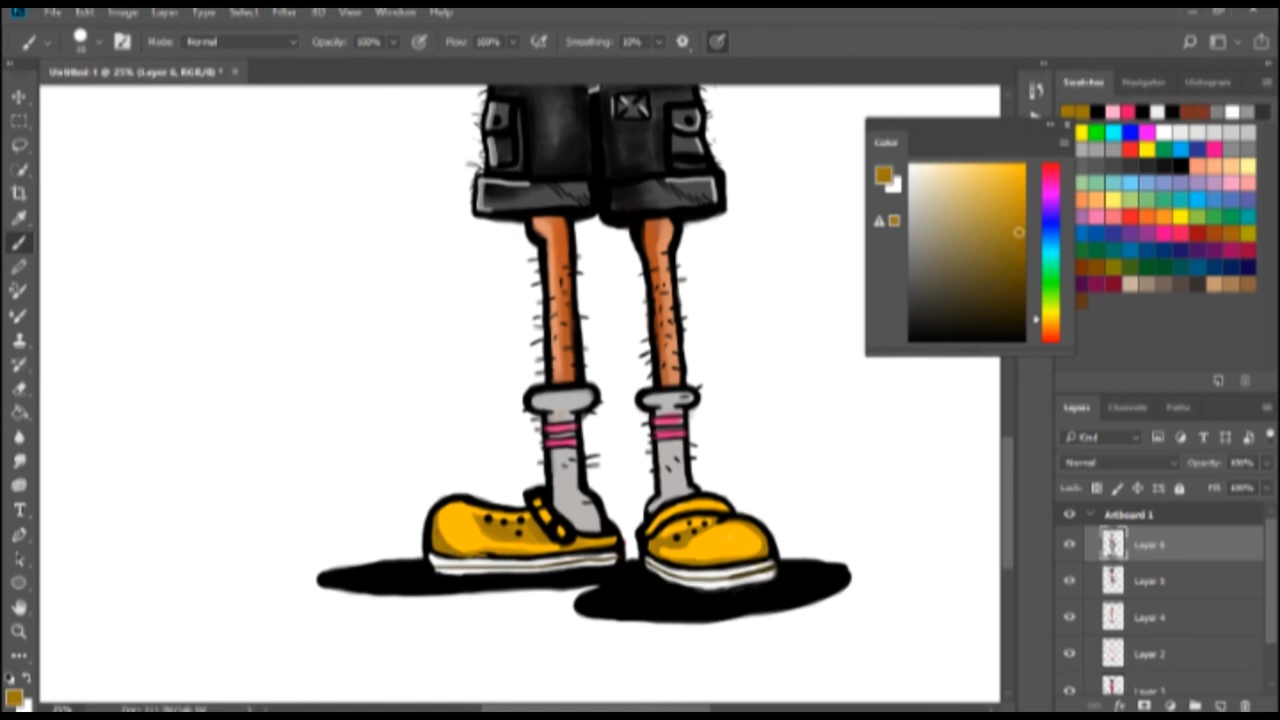 File Edit Image Layer Type Select Filter 3D View Window Help
Mode: Normal Opacity: 100% Flow: 100% Smoothing: 10%
Untitled-1 @ 25% (Layer 6, RGB/8) *
Swatches Navigator Histogram
Color
Layers Channels Paths
Kind
Normal Opacity: 100%
Lock: Fill: 100%
Artboard 1
Layer 6
Layer 4
Layer 2
25%